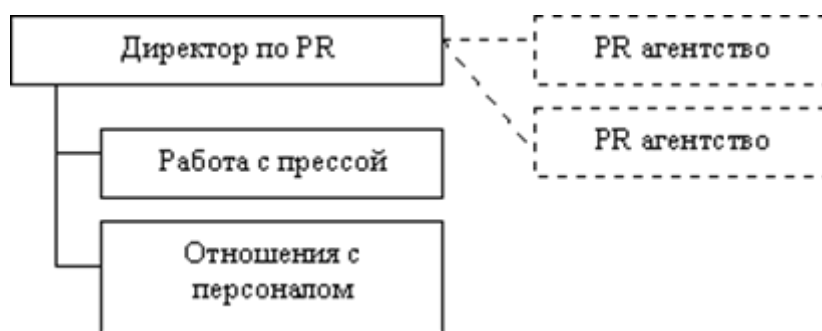 Директор по PR
PR агентство
PR агентство
Работа с прессой
Отношения с
персоналом